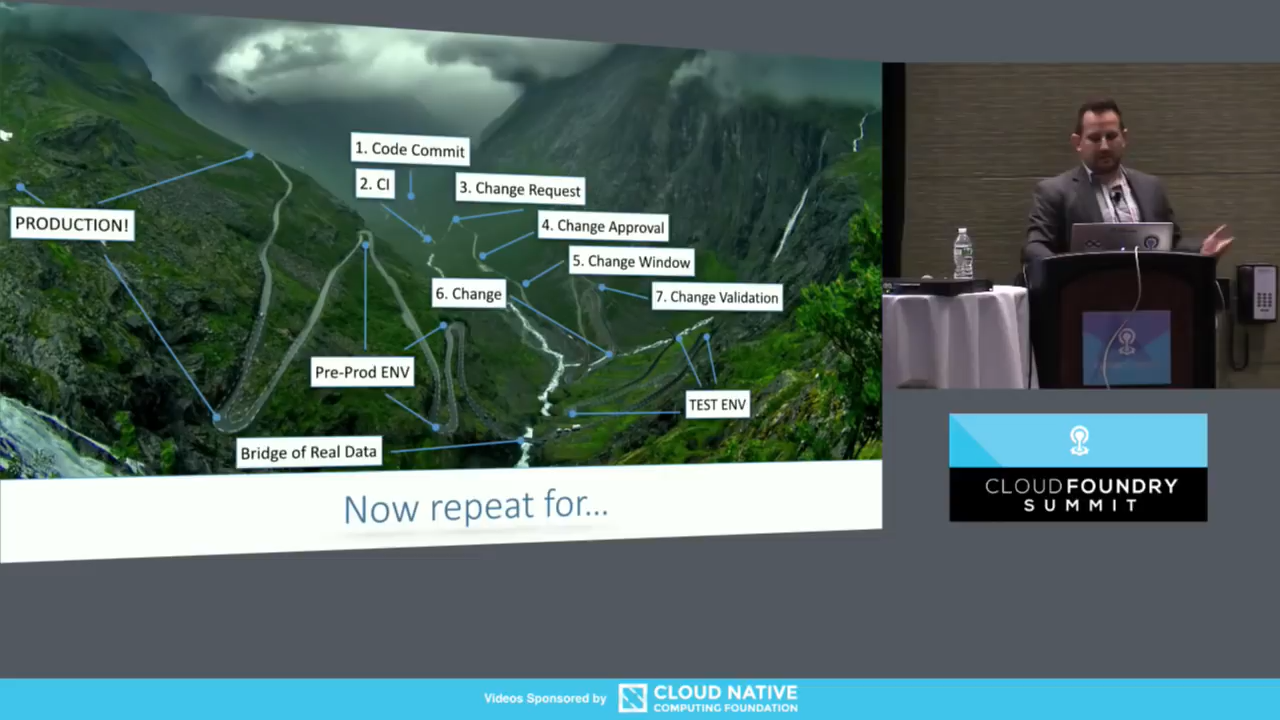 1. Code Commit
2. CI
3. Change Request
PRODUCTION!
4. Change Approval
5. Change Window
6. Change
7. Change Validation
Pre-Prod ENV
TEST ENV
Bridge of Real Data
Now repeat for...
CLOUDFOUNDRY
SUMMIT
Videos Sponsored by
CLOUD NATIVE
COMPUTING FOUNDATION